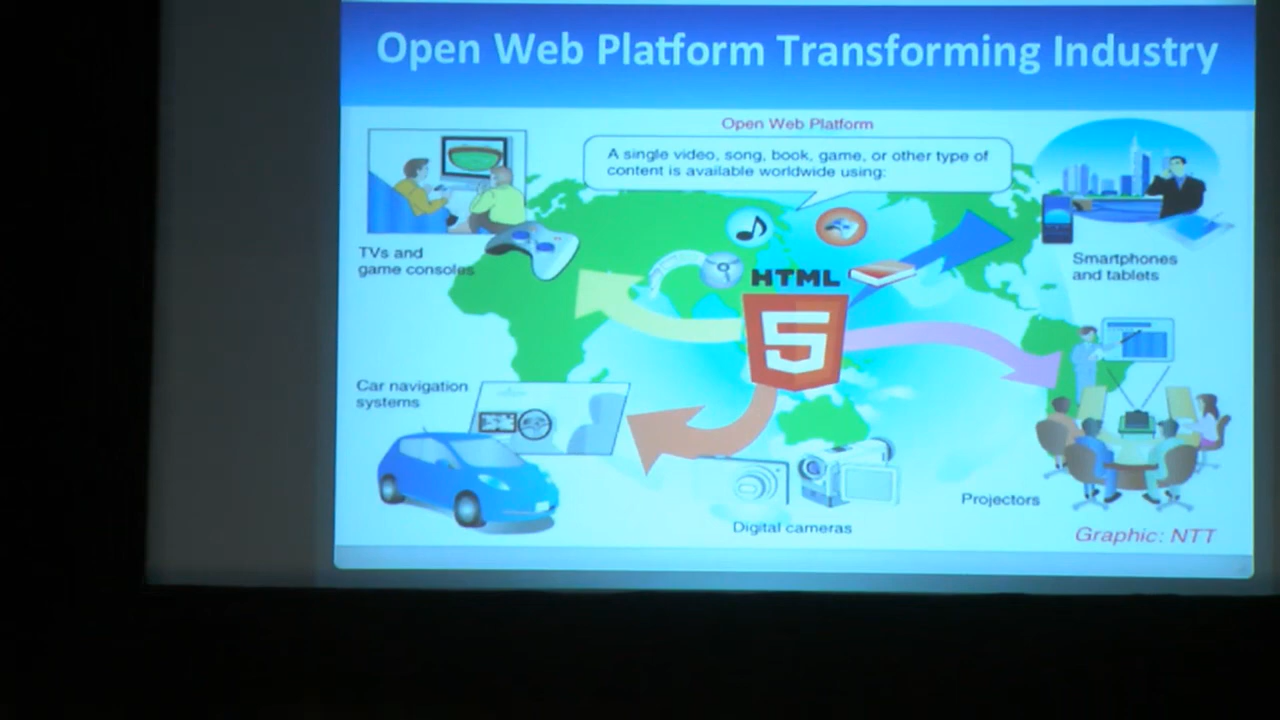 Open Web Platform Transforming Industry
Open Web Platform
A single video, song, book, game, or other type of
content is available worldwide using:
TVs and
game consoles
Smartphones
and tablets
HTML
5
Car navigation
systems
Digital cameras
Projectors
Graphic: NTT